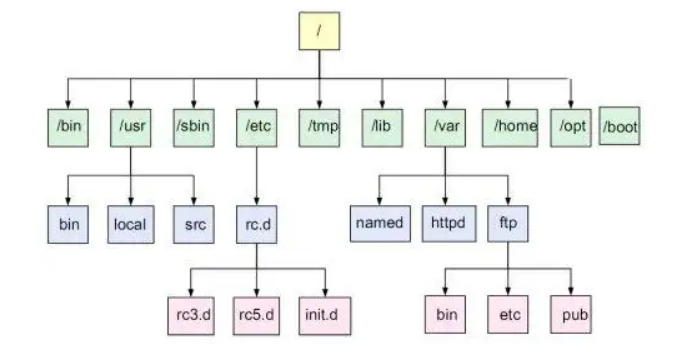 /
/bin /usr /sbin /etc /tmp /lib /var /home /opt /boot
bin local src rc.d named httpd ftp
rc3.d rc5.d init.d bin etc pub